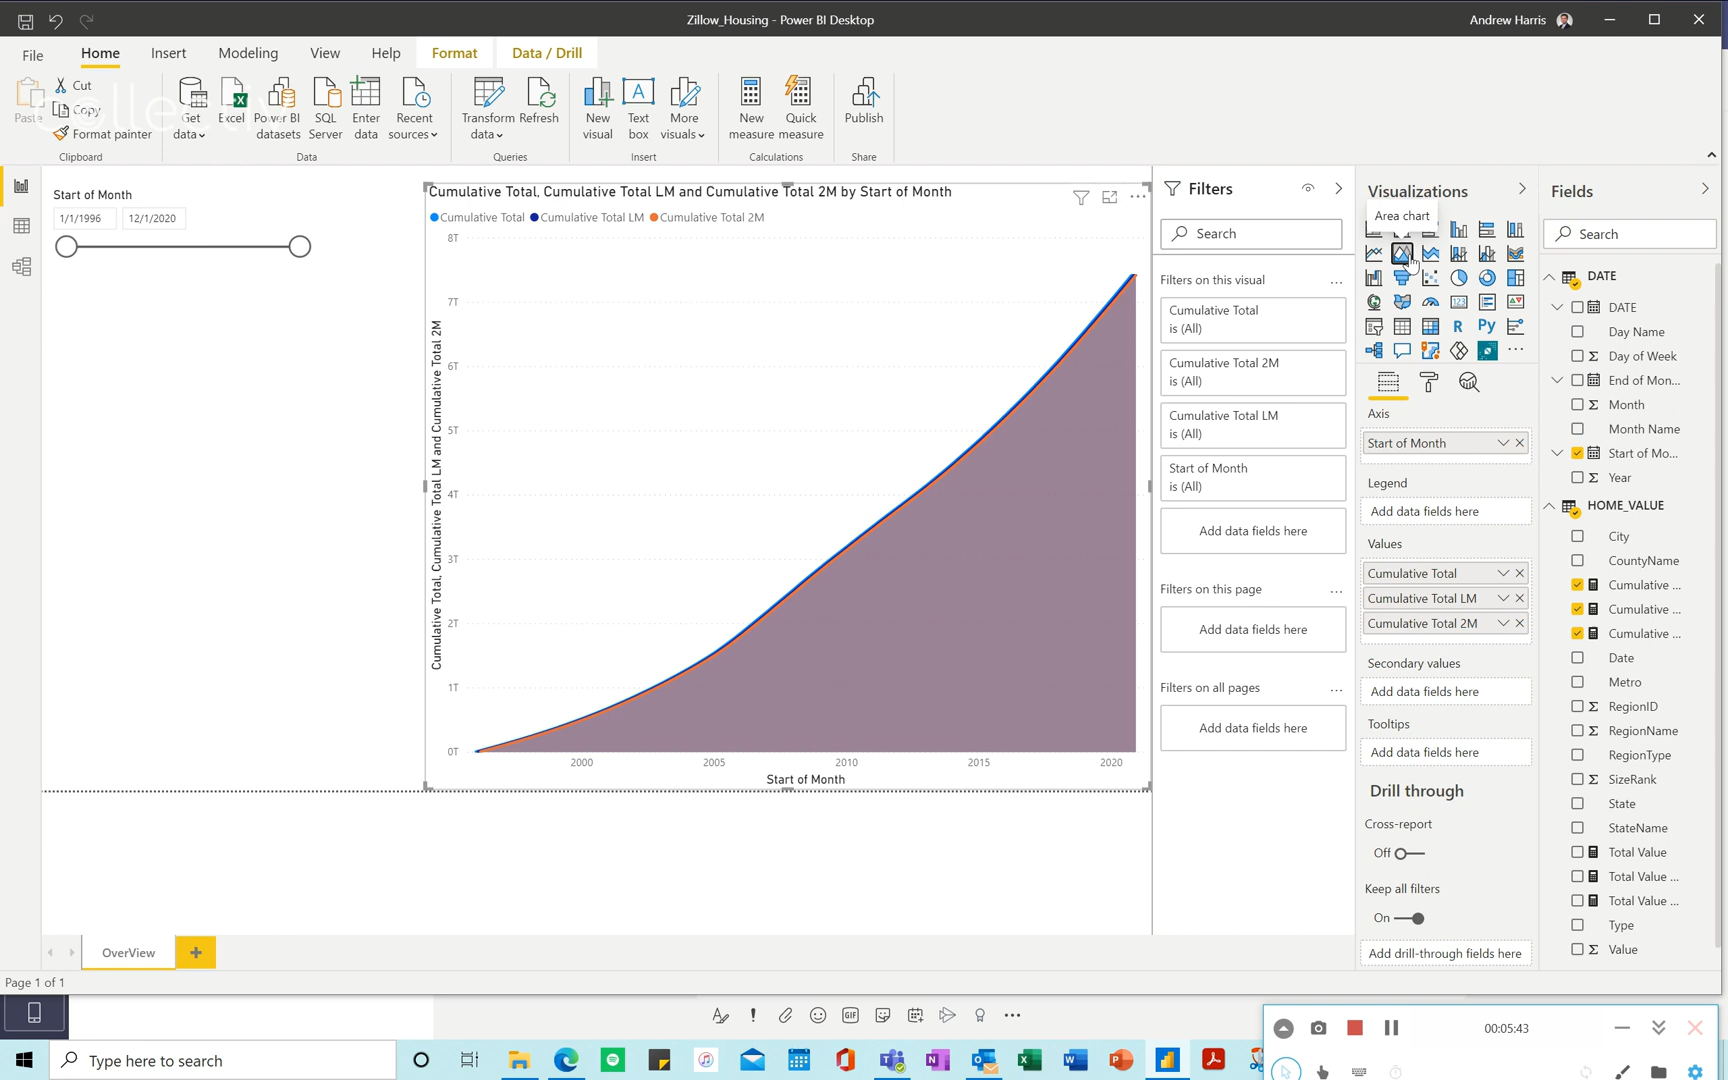 Zillow_Housing - Power BI Desktop
Andrew Harris
File
Home
Insert
Modeling
View
Help
Format
Data / Drill
Paste
Cut
Copy
Format painter
Clipboard
Get data
Excel
Power BI datasets
SQL Server
Enter data
Recent sources
Data
Transform data
Refresh
Queries
New visual
Text box
More visuals
Insert
New measure
Quick measure
Calculations
Publish
Share
Start of Month
1/1/1996
12/1/2020
Cumulative Total, Cumulative Total LM and Cumulative Total 2M by Start of Month
Cumulative Total
Cumulative Total LM
Cumulative Total 2M
8T
7T
6T
5T
4T
3T
2T
1T
0T
Cumulative Total, Cumulative Total LM and Cumulative Total 2M
2000
2005
2010
2015
2020
Start of Month
Filters
Search
Filters on this visual
...
Cumulative Total
is (All)
Cumulative Total 2M
is (All)
Cumulative Total LM
is (All)
Start of Month
is (All)
Add data fields here
Filters on this page
...
Add data fields here
Filters on all pages
...
Add data fields here
Visualizations
Area chart
123
R
Py
...
Axis
Start of Month
Legend
Add data fields here
Values
Cumulative Total
Cumulative Total LM
Cumulative Total 2M
Secondary values
Add data fields here
Tooltips
Add data fields here
Drill through
Cross-report
Off
Keep all filters
On
Add drill-through fields here
Fields
Search
DATE
DATE
Day Name
Day of Week
End of Mon...
Month
Month Name
Start of Mo...
Year
HOME_VALUE
City
CountyName
Cumulative ...
Cumulative ...
Cumulative ...
Date
Metro
RegionID
RegionName
RegionType
SizeRank
State
StateName
Total Value
Total Value ...
Total Value ...
Type
Value
OverView
Page 1 of 1
GIF
00:05:43
Type here to search